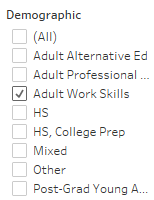 Demographic
(All)
Adult Alternative Ed
Adult Professional ...
Adult Work Skills
HS
HS, College Prep
Mixed
Other
Post-Grad Young A...